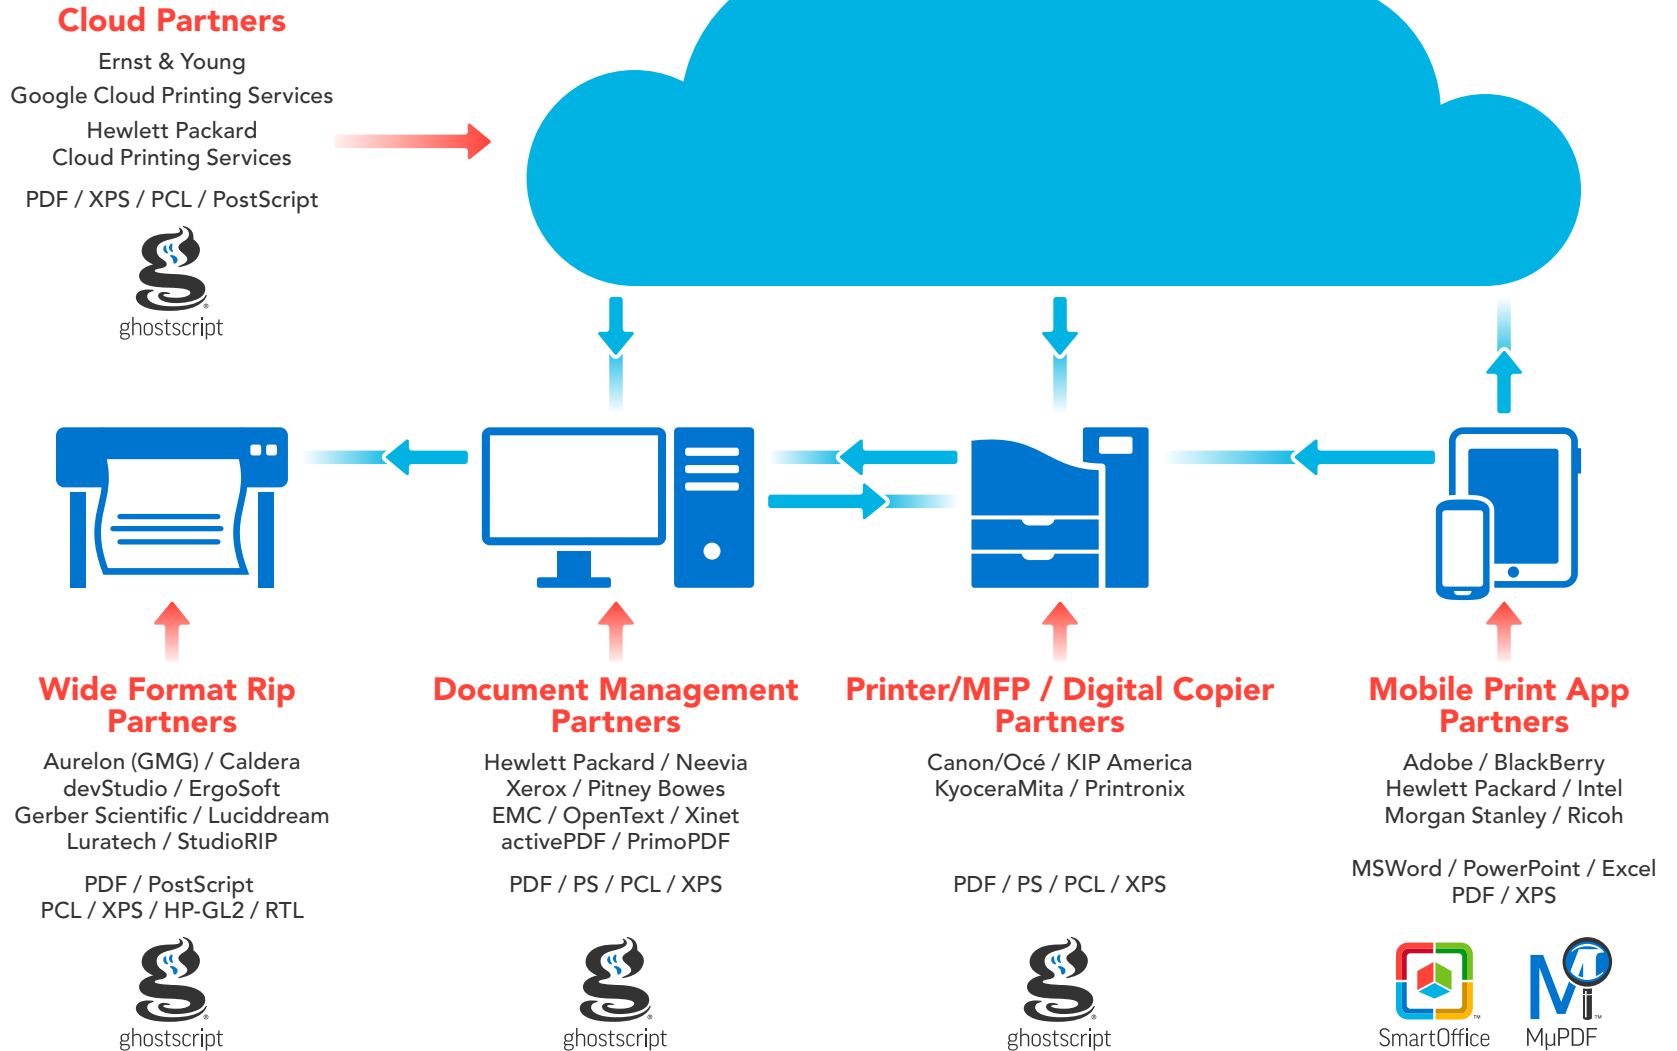 Cloud Partners
Ernst & Young
Google Cloud Printing Services
Hewlett Packard
Cloud Printing Services
PDF / XPS / PCL / PostScript
ghostscript
Wide Format Rip
Partners
Aurelon (GMG) / Caldera
devStudio / ErgoSoft
Gerber Scientific / Luciddream
Luratech / StudioRIP
PDF / PostScript
PCL / XPS / HP-GL2 / RTL
ghostscript
Document Management
Partners
Hewlett Packard / Neevia
Xerox / Pitney Bowes
EMC / OpenText / Xinet
activePDF / PrimoPDF
PDF / PS / PCL / XPS
ghostscript
Printer/MFP / Digital Copier
Partners
Canon/Océ / KIP America
KyoceraMita / Printronix
PDF / PS / PCL / XPS
ghostscript
Mobile Print App
Partners
Adobe / BlackBerry
Hewlett Packard / Intel
Morgan Stanley / Ricoh
MSWord / PowerPoint / Excel
PDF / XPS
SmartOffice
MµPDF